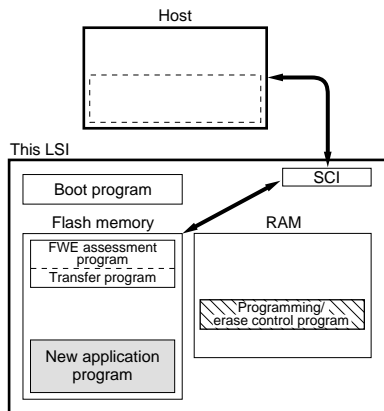 Host
This LSI
Boot program
SCI
Flash memory
RAM
FWE assessment
program
Transfer program
Programming/
erase control program
New application
program